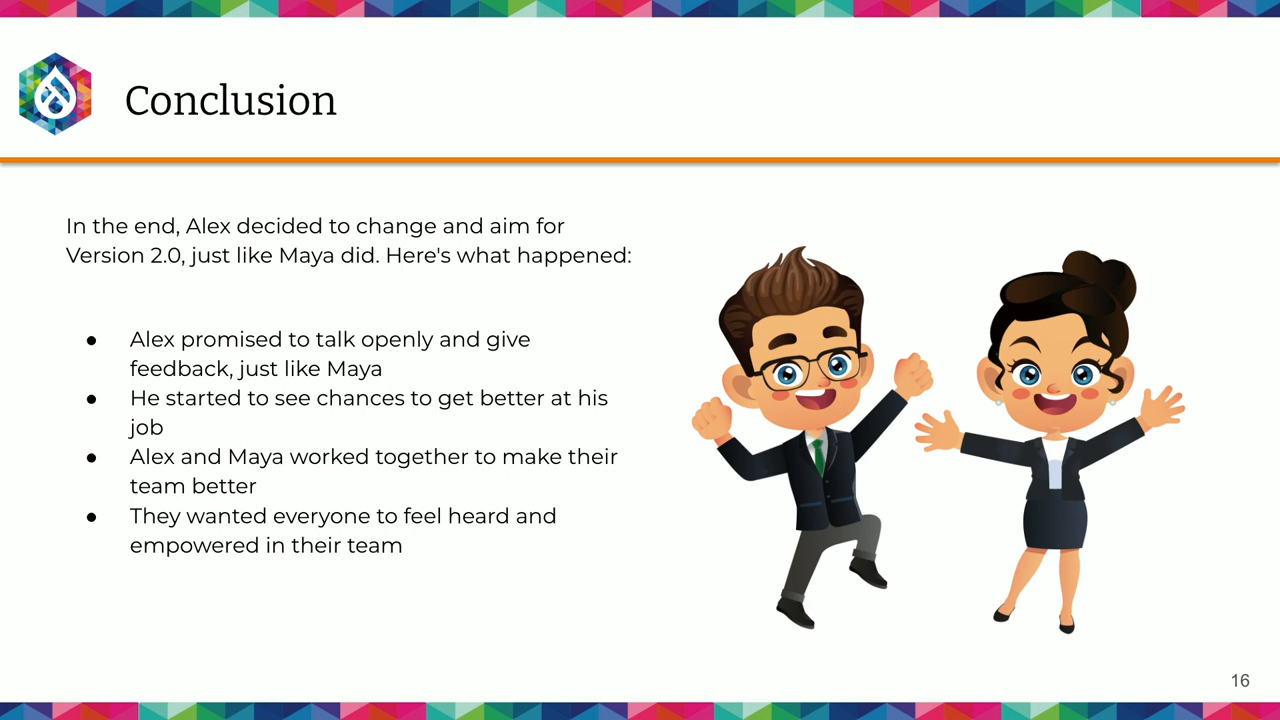 Conclusion
In the end, Alex decided to change and aim for
Version 2.0, just like Maya did. Here's what happened:
● Alex promised to talk openly and give
feedback, just like Maya
● He started to see chances to get better at his
job
● Alex and Maya worked together to make their
team better
● They wanted everyone to feel heard and
empowered in their team
16